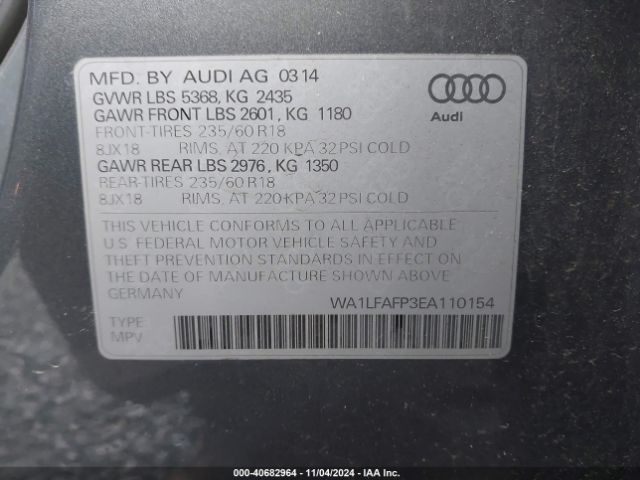 MFD. BY AUDI AG 03 14
GVWR LBS 5368, KG 2435
GAWR FRONT LBS 2601, KG 1180
FRONT-TIRES 235/60 R18
8JX18 RIMS, AT 220 KPA 32 PSI COLD
GAWR REAR LBS 2976, KG 1350
REAR-TIRES 235/60 R18
8JX18 RIMS, AT 220 KPA 32 PSI COLD
Audi
THIS VEHICLE CONFORMS TO ALL APPLICABLE
U.S. FEDERAL MOTOR VEHICLE SAFETY AND
THEFT PREVENTION STANDARDS IN EFFECT ON
THE DATE OF MANUFACTURE SHOWN ABOVE
GERMANY WA1LFAFP3EA110154
TYPE:
MPV
000-40682964 - 11/04/2024 - IAA Inc.